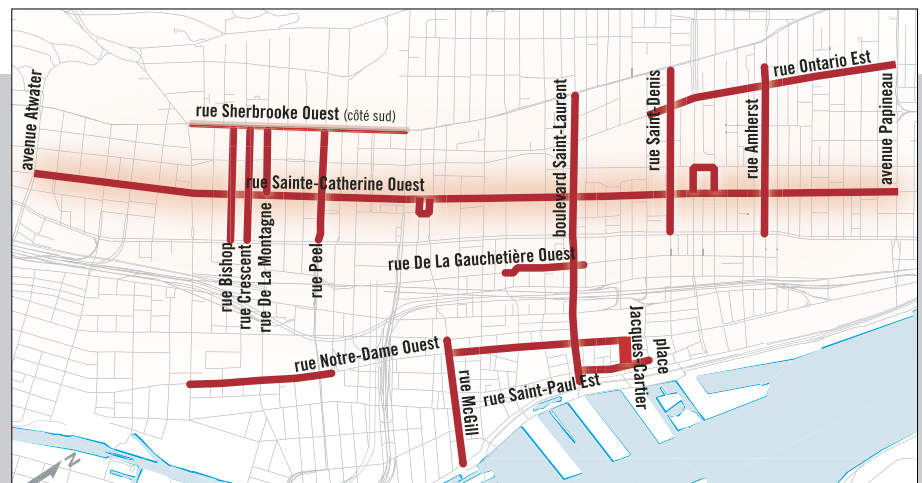 rue Ontario Est
avenue Atwater
rue Sherbrooke Ouest (côté sud)
boulevard Saint-Laurent
rue Saint-Denis
rue Amherst
avenue Papineau
rue Sainte-Catherine Ouest
rue Bishop
rue Crescent
rue De La Montagne
rue Peel
rue De La Gauchetière Ouest
rue Notre-Dame Ouest
rue McGill
rue Saint-Paul Est
place
Jacques-Cartier
N